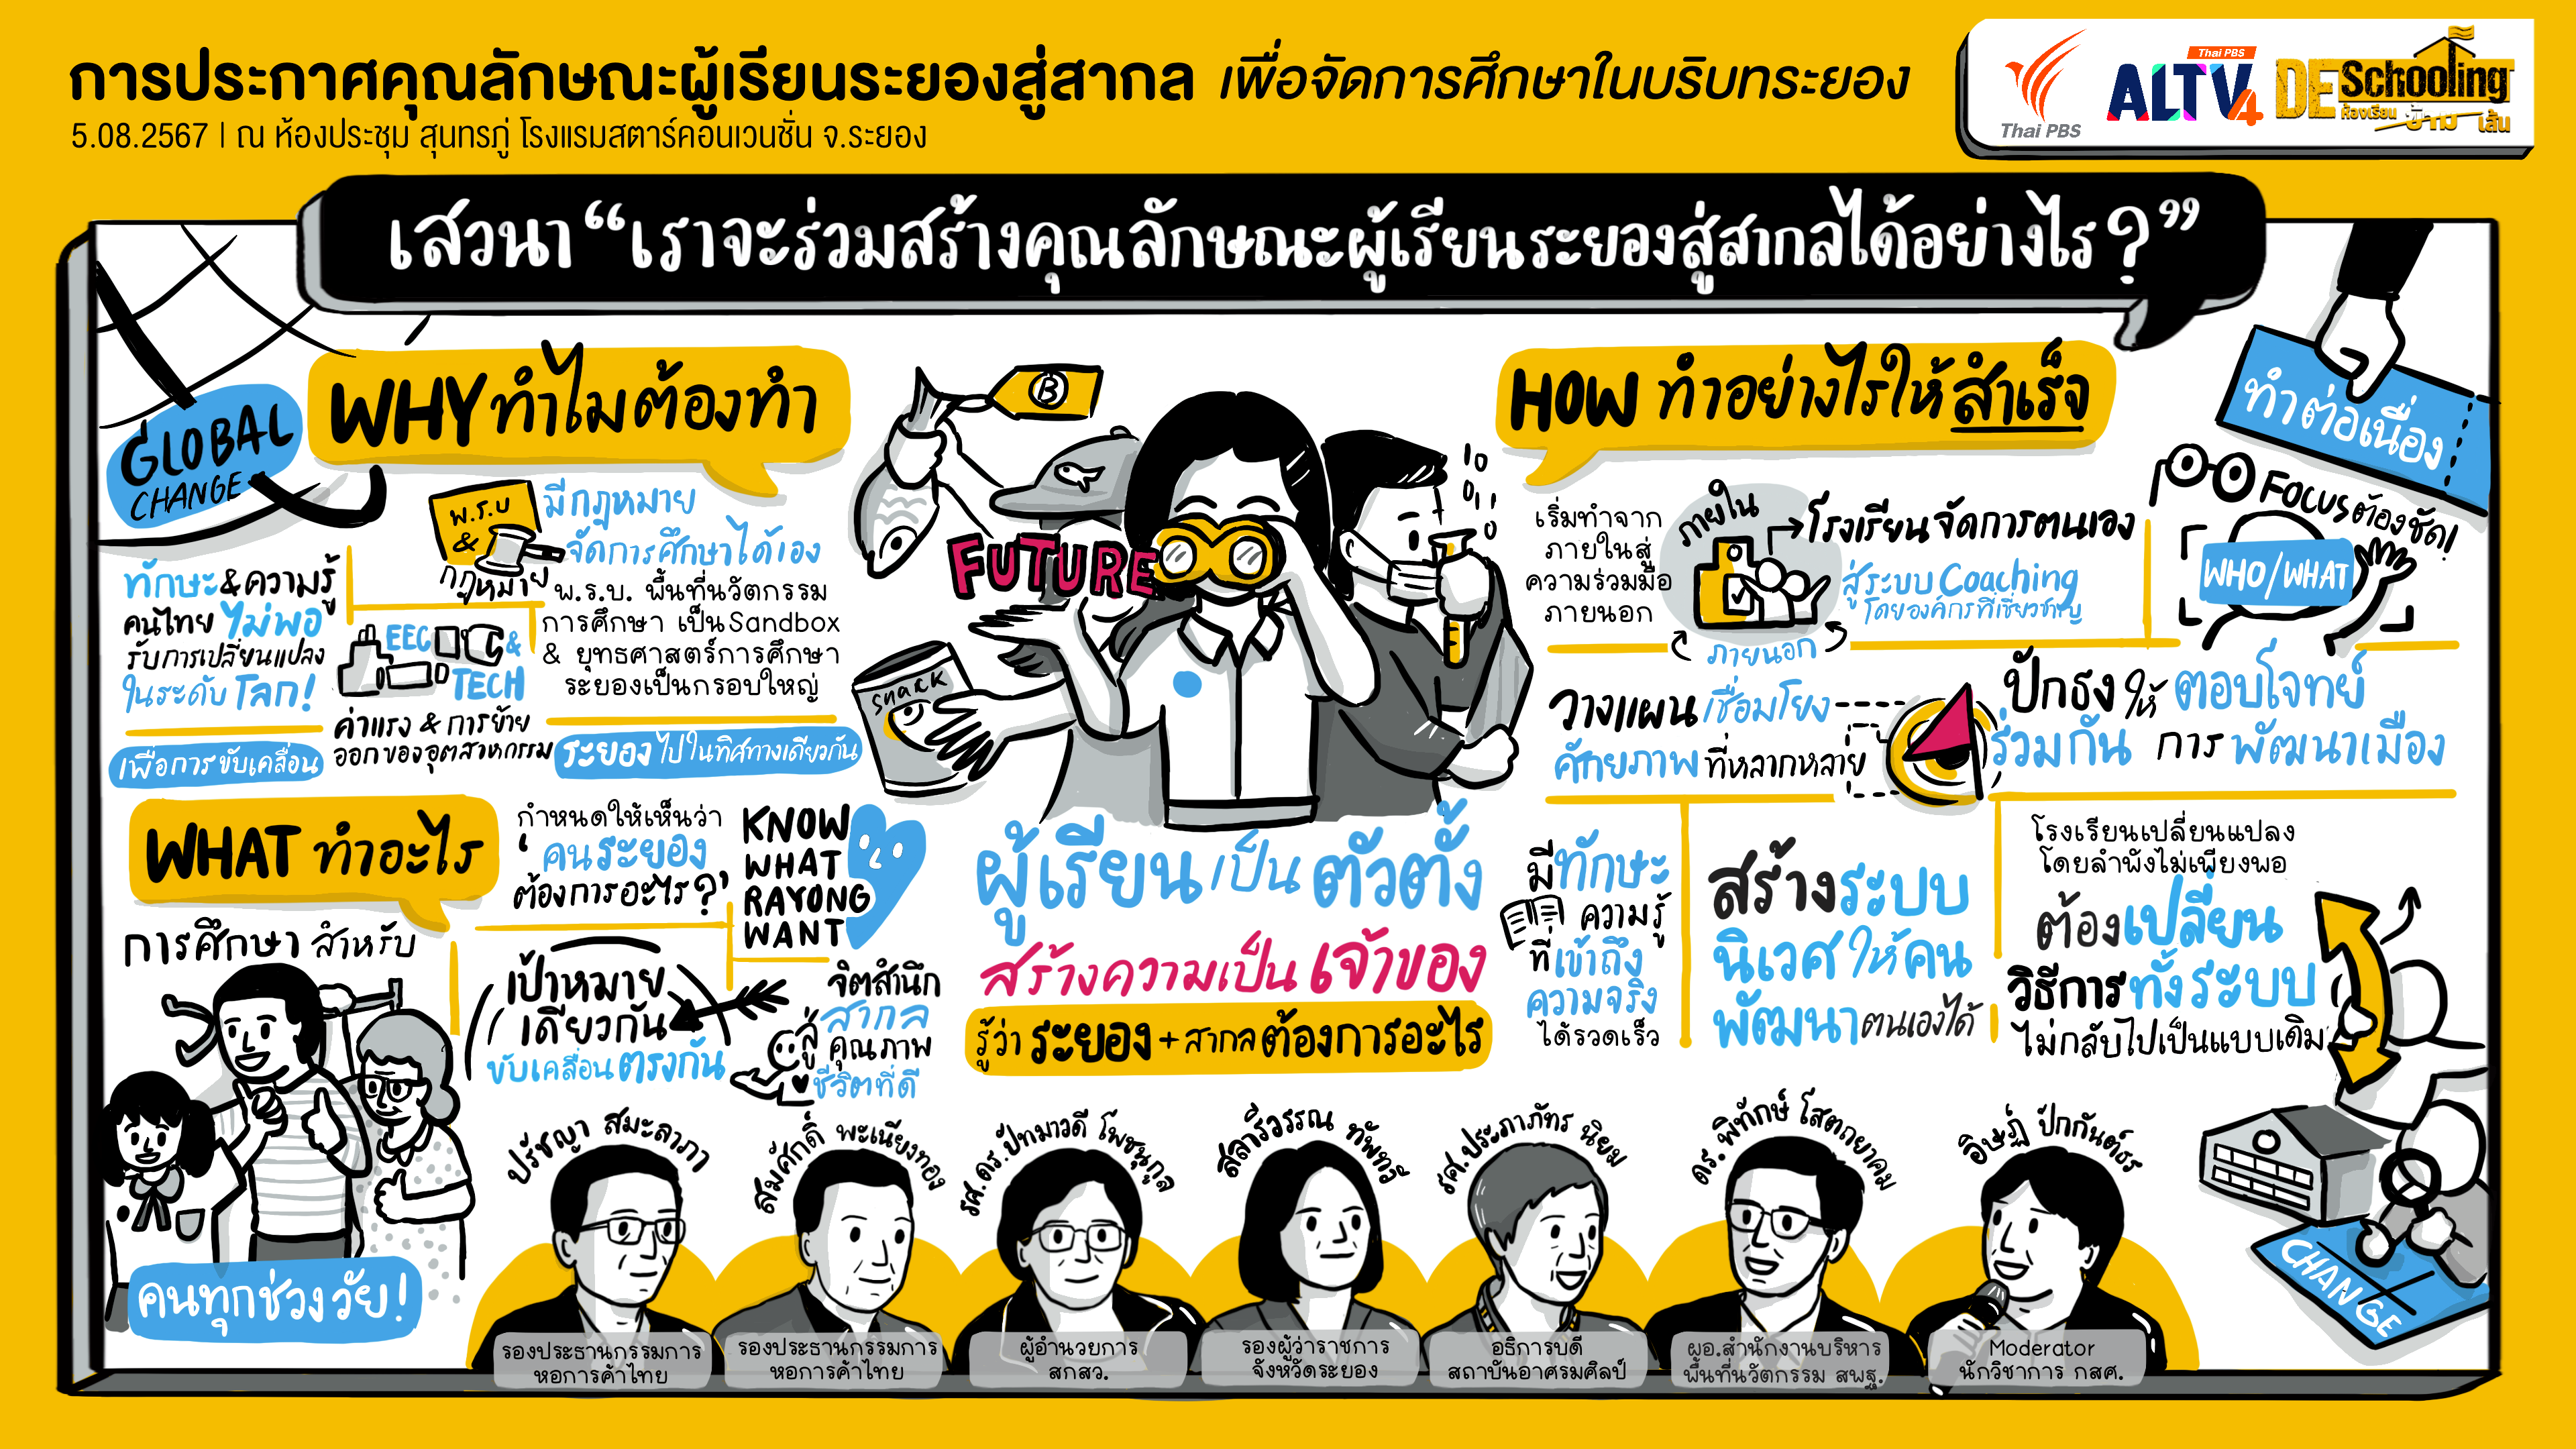 การประกาศคุณลักษณะผู้เรียนระยองสู่สากล เพื่อจัดการศึกษาในบริบทระยอง
5.08.2567 | ณ ห้องประชุม สุนทรภู่ โรงแรมสตาร์คอนเวนชั่น จ.ระยอง
Thai PBS
Thai PBS
ALTV4
DESchooling
ห้องเรียนข้ามเส้น
เสวนา “เราจะร่วมสร้างคุณลักษณะผู้เรียนระยองสู่สากลได้อย่างไร?”
GLOBAL
CHANGE
WHY ทำไมต้องทำ
ทักษะ & ความรู้
คนไทย ไม่พอ
รับการเปลี่ยนแปลง
ในระดับ โลก!
เพื่อการขับเคลื่อน
พ.ร.บ
&
กฎหมาย
มีกฎหมาย
จัดการศึกษาได้เอง
พ.ร.บ. พื้นที่นวัตกรรม
การศึกษา เป็น Sandbox
& ยุทธศาสตร์การศึกษา
ระยองเป็นกรอบใหญ่
ระยองไปในทิศทางเดียวกัน
EEC
&
TECH
ค่าแรง & การย้าย
ออกของอุตสาหกรรม
WHAT ทำอะไร
การศึกษา สำหรับ
คนทุกช่วงวัย!
กำหนดให้เห็นว่า
‘คนระยอง
ต้องการอะไร?’
KNOW
WHAT
RAYONG
WANT
เป้าหมาย
เดียวกัน
ขับเคลื่อนตรงกัน
จิตสำนึก
สู่ สากล
คุณภาพ
ชีวิตที่ดี
B
FUTURE
SNACK
ผู้เรียนเป็นตัวตั้ง
สร้างความเป็นเจ้าของ
รู้ว่า ระยอง + สากลต้องการอะไร
HOW ทำอย่างไรให้สำเร็จ
เริ่มทำจาก
ภายในสู่
ความร่วมมือ
ภายนอก
ภายใน
ภายนอก
โรงเรียนจัดการตนเอง
สู่ระบบ Coaching
โดยองค์กรที่เชี่ยวชาญ
ทำต่อเนื่อง
FOCUS ต้องชัด!
WHO/WHAT
วางแผน เชื่อมโยง
ศักยภาพ ที่หลากหลาย
ปักธง ให้ ตอบโจทย์
ร่วมกัน การ พัฒนาเมือง
มีทักษะ
ความรู้
ที่เข้าถึง
ความจริง
ได้รวดเร็ว
สร้างระบบ
นิเวศ ให้คน
พัฒนาตนเองได้
โรงเรียนเปลี่ยนแปลง
โดยลำพังไม่เพียงพอ
ต้องเปลี่ยน
วิธีการทั้งระบบ
ไม่กลับไปเป็นแบบเดิม
CHANGE
ปรัชญา สมะลาภา
รองประธานกรรมการ
หอการค้าไทย
สมศักดิ์ พะเนียงทอง
รองประธานกรรมการ
หอการค้าไทย
รศ.ดร.ปัทมาวดี โพชนุกูล
ผู้อำนวยการ
สกสว.
สลาริวรรณ ทัพทวี
รองผู้ว่าราชการ
จังหวัดระยอง
รศ.ประภาภัทร นิยม
อธิการบดี
สถาบันอาศรมศิลป์
ดร.พิทักษ์ โสตถยาคม
ผอ.สำนักงานบริหาร
พื้นที่นวัตกรรม สพฐ.
อิษฎ์ ปักกันต์ธร
Moderator
นักวิชาการ กสศ.